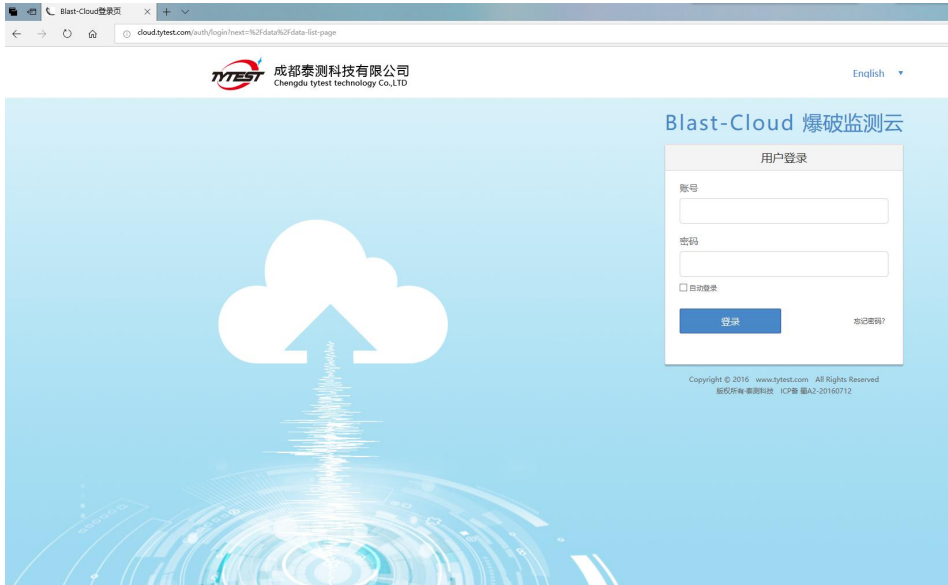 Blast-Cloud登录页
cloud.tytest.com/auth/login?next=%2Fdata%2Fdata-list-page
TYTEST
成都泰测科技有限公司
Chengdu tytest technology Co.,LTD
English
Blast-Cloud 爆破监测云
用户登录
账号
密码
自动登录
登录
忘记密码?
Copyright © 2016 www.tytest.com All Rights Reserved
版权所有·泰测科技 ICP备 蜀A2-20160712